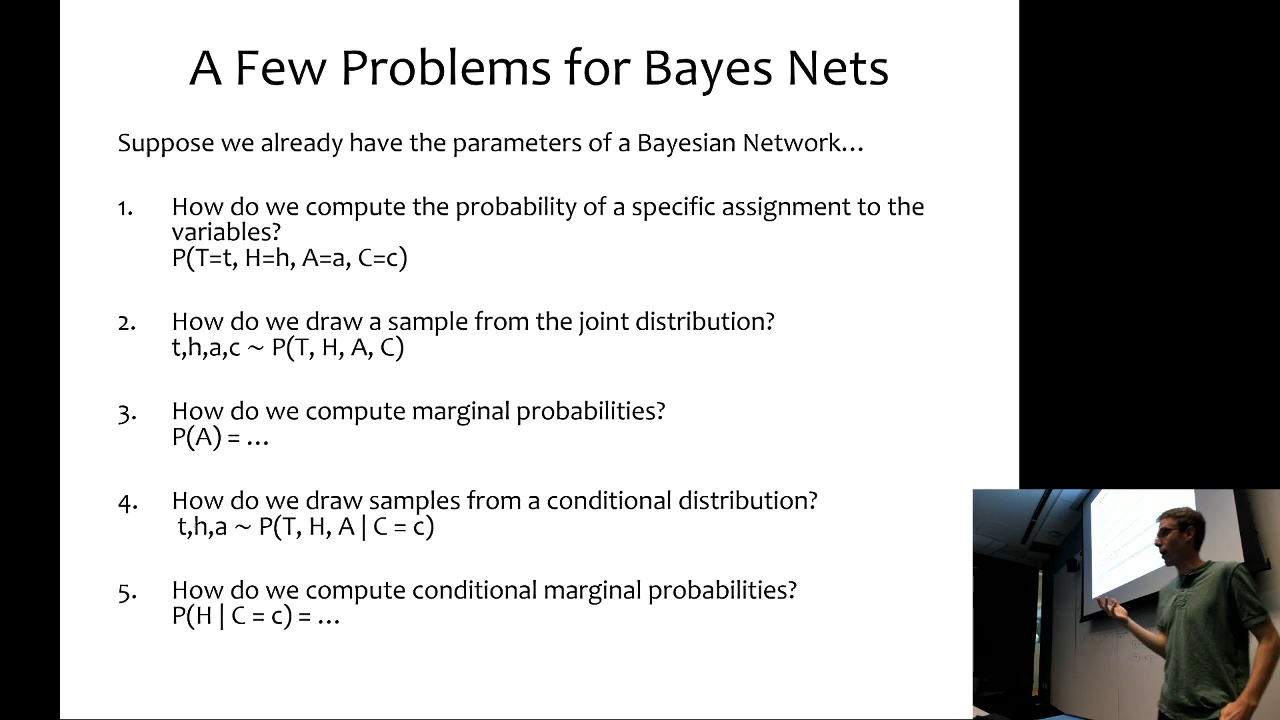 A Few Problems for Bayes Nets
Suppose we already have the parameters of a Bayesian Network…
1. How do we compute the probability of a specific assignment to the
variables?
P(T=t, H=h, A=a, C=c)
2. How do we draw a sample from the joint distribution?
t,h,a,c ~ P(T, H, A, C)
3. How do we compute marginal probabilities?
P(A) = …
4. How do we draw samples from a conditional distribution?
t,h,a ~ P(T, H, A | C = c)
5. How do we compute conditional marginal probabilities?
P(H | C = c) = …